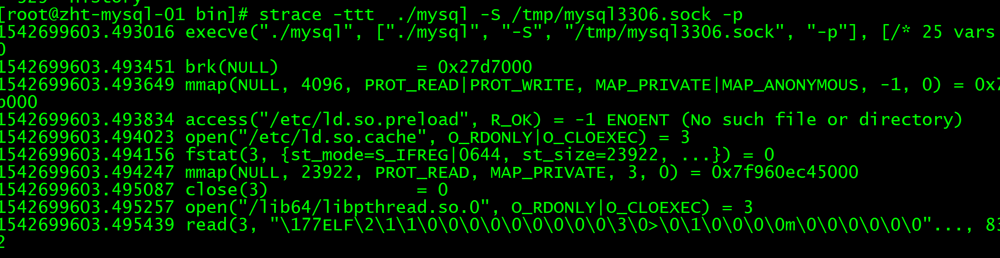 [root@zht-mysql-01 bin]# strace -ttt  ./mysql -S /tmp/mysql3306.sock -p
1542699603.493016 execve("./mysql", ["./mysql", "-S", "/tmp/mysql3306.sock", "-p"], [/* 25 vars
0
1542699603.493451 brk(NULL)             = 0x27d7000
1542699603.493649 mmap(NULL, 4096, PROT_READ|PROT_WRITE, MAP_PRIVATE|MAP_ANONYMOUS, -1, 0) = 0x7
b000
1542699603.493834 access("/etc/ld.so.preload", R_OK) = -1 ENOENT (No such file or directory)
1542699603.494023 open("/etc/ld.so.cache", O_RDONLY|O_CLOEXEC) = 3
1542699603.494156 fstat(3, {st_mode=S_IFREG|0644, st_size=23922, ...}) = 0
1542699603.494247 mmap(NULL, 23922, PROT_READ, MAP_PRIVATE, 3, 0) = 0x7f960ec45000
1542699603.495087 close(3)              = 0
1542699603.495257 open("/lib64/libpthread.so.0", O_RDONLY|O_CLOEXEC) = 3
1542699603.495439 read(3, "\177ELF\2\1\1\0\0\0\0\0\0\0\0\0\3\0>\0\1\0\0\0\0m\0\0\0\0\0\0"..., 83
2